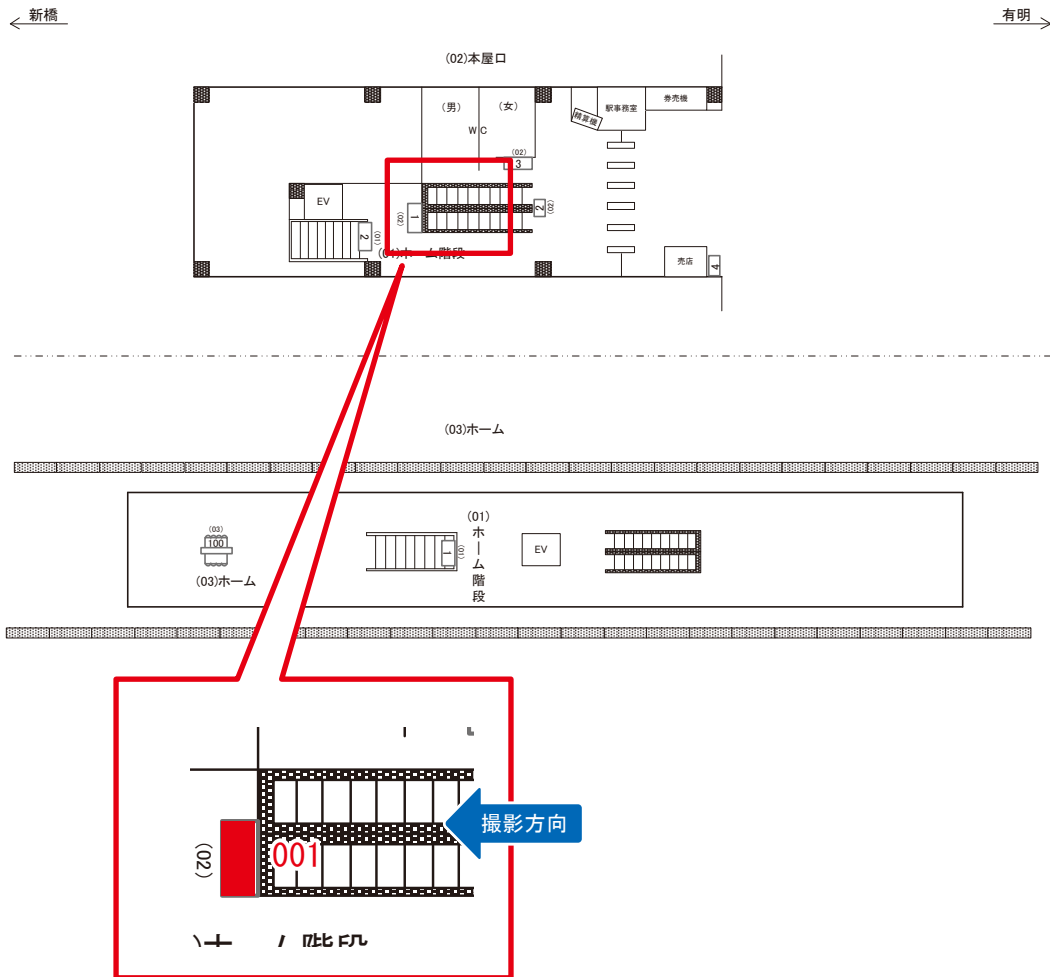 新橋
有明
(02)本屋口
(男)
(女)
WC
精算機
駅事務室
券売機
(02)
3
EV
(02)
1
2
(02)
2
(01)
(01)ホーム階段
売店
4
(03)ホーム
(03)
100
(03)ホーム
1
(01)
(01)
ホーム階段
EV
撮影方向
(02)
001